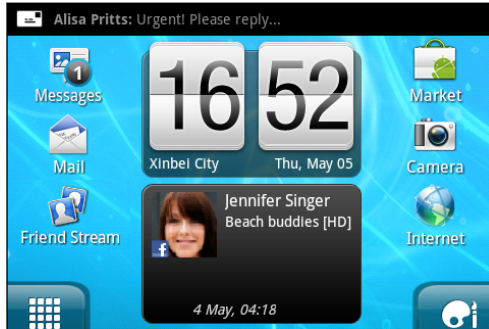 Alisa Pritts: Urgent! Please reply...
1
Messages
16 52
Market
Xinbei City Thu, May 05
Mail
Camera
Jennifer Singer
Beach buddies [HD]
f
Friend Stream
Internet
4 May, 04:18